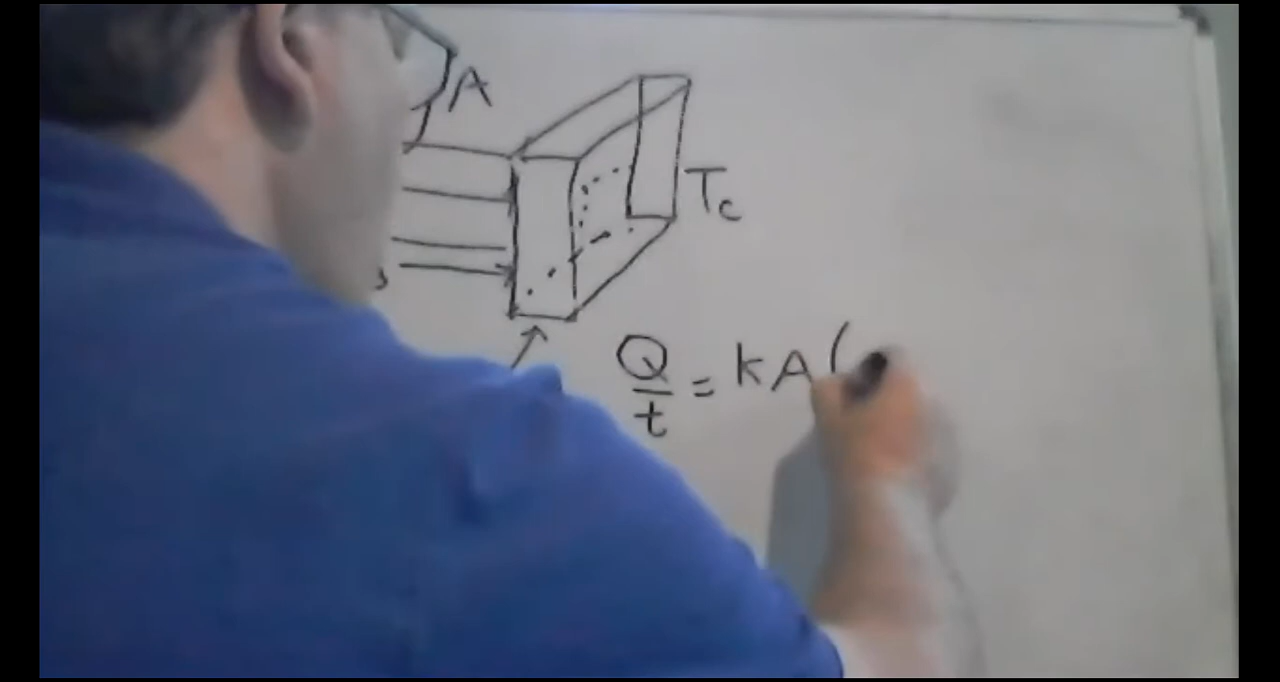 A
Tc
Q/t = kA(